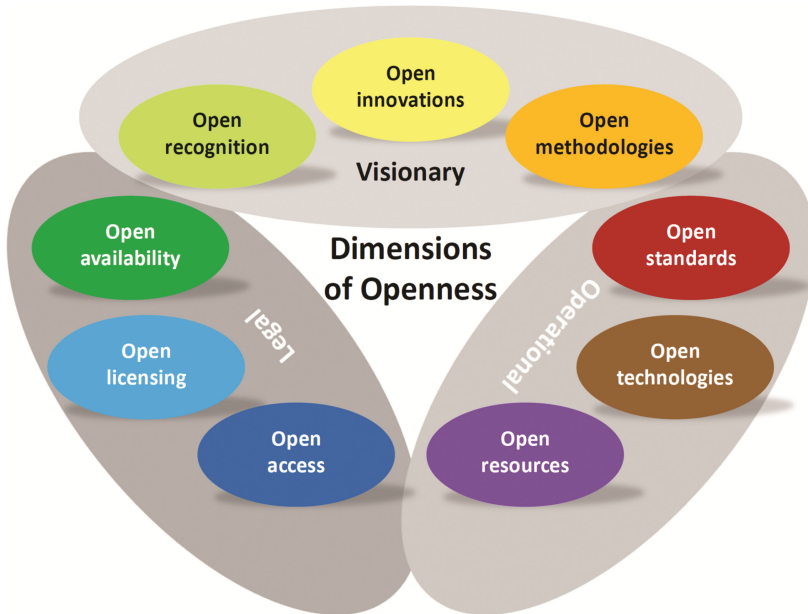 Open
innovations
Open
recognition
Open
methodologies
Visionary
Open
availability
Dimensions
of Openness
Open
standards
Legal
Operational
Open
licensing
Open
technologies
Open
access
Open
resources